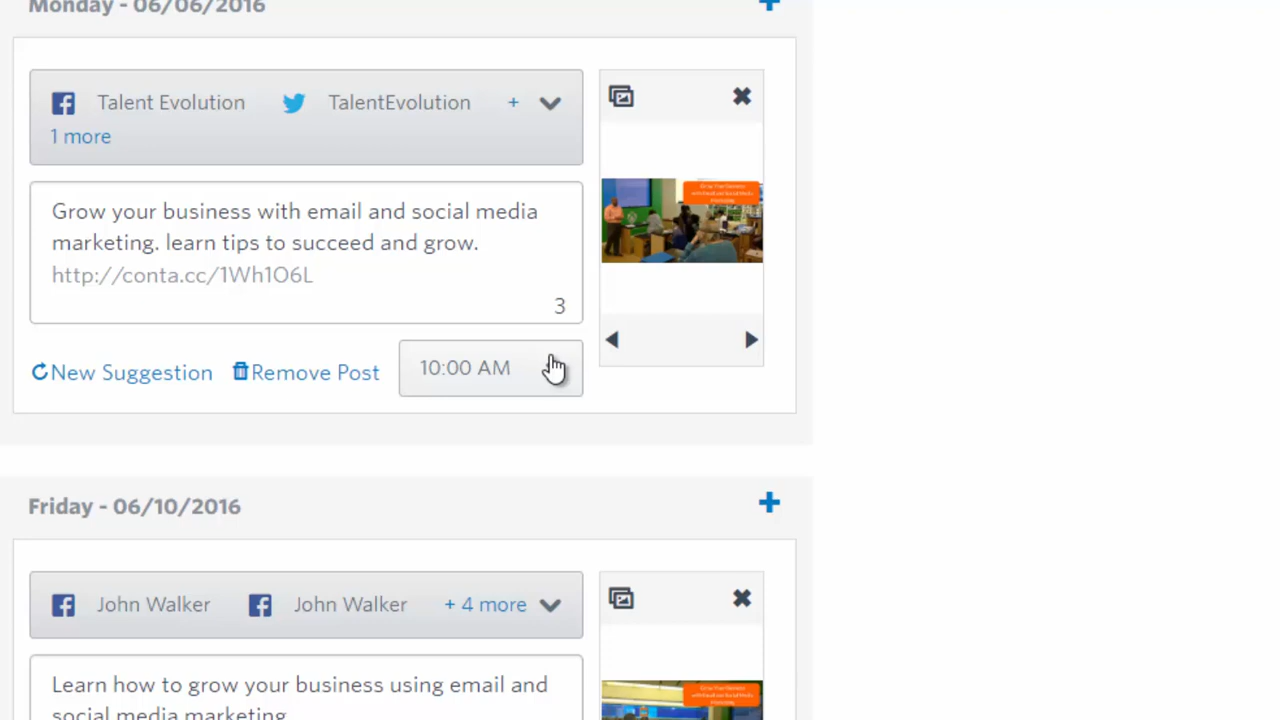 Monday - 06/06/2016
Talent Evolution TalentEvolution +
1 more
Grow your business with email and social media
marketing. learn tips to succeed and grow.
http://conta.cc/1Wh1O6L
3
New Suggestion Remove Post 10:00 AM
Friday - 06/10/2016
John Walker John Walker + 4 more
Learn how to grow your business using email and
social media marketing